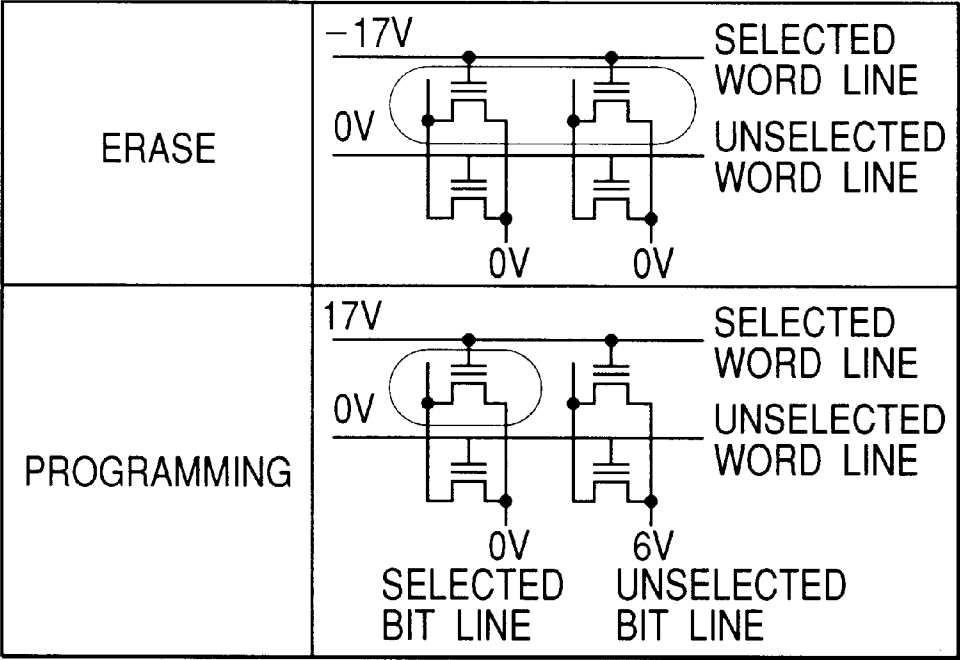 ERASE
−17V
SELECTED
WORD LINE
0V
UNSELECTED
WORD LINE
0V
0V
PROGRAMMING
17V
SELECTED
WORD LINE
0V
UNSELECTED
WORD LINE
0V
6V
SELECTED
BIT LINE
UNSELECTED
BIT LINE